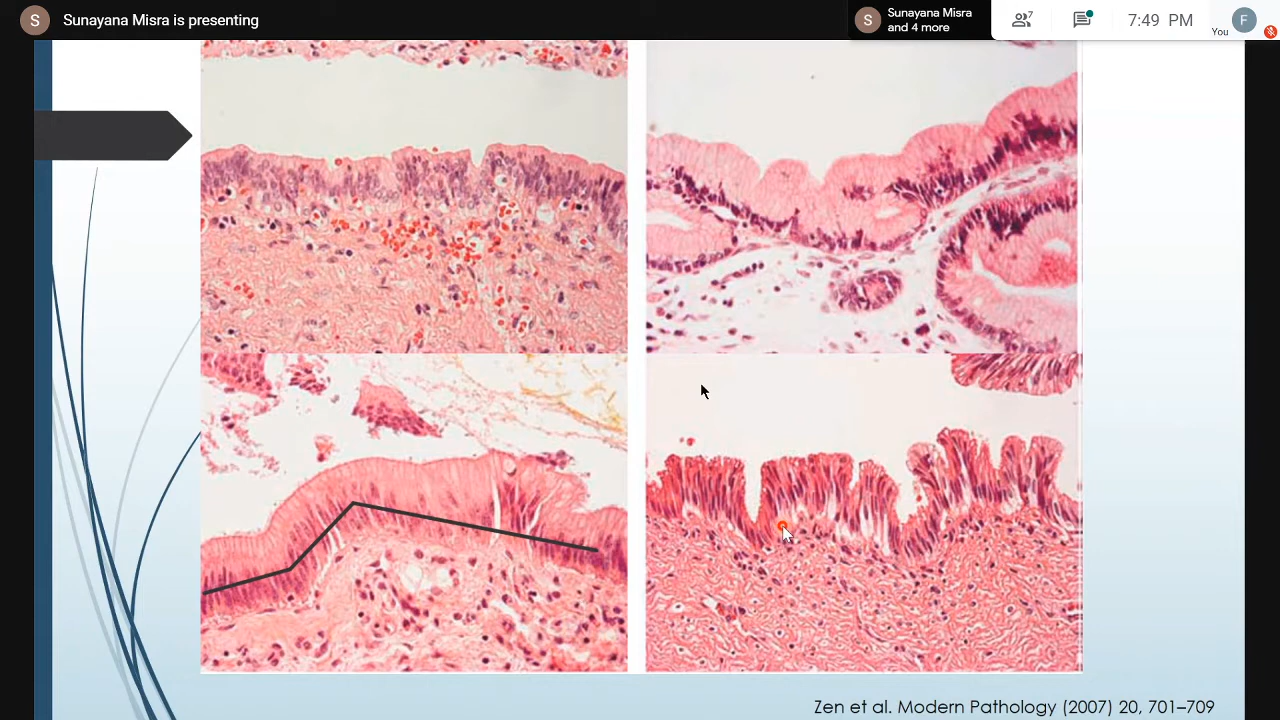 S Sunayana Misra is presenting
S Sunayana Misra
and 4 more
7
7:49 PM
You
F
Zen et al. Modern Pathology (2007) 20, 701–709